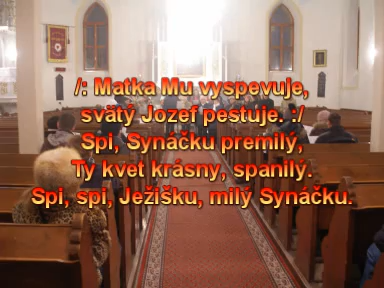 /: Matka Mu vyspevuje,
svätý Jozef pestuje. :/
Spi, Synáčku premilý,
Ty kvet krásny, spanilý.
Spi, spi, Ježišku, milý Synáčku.